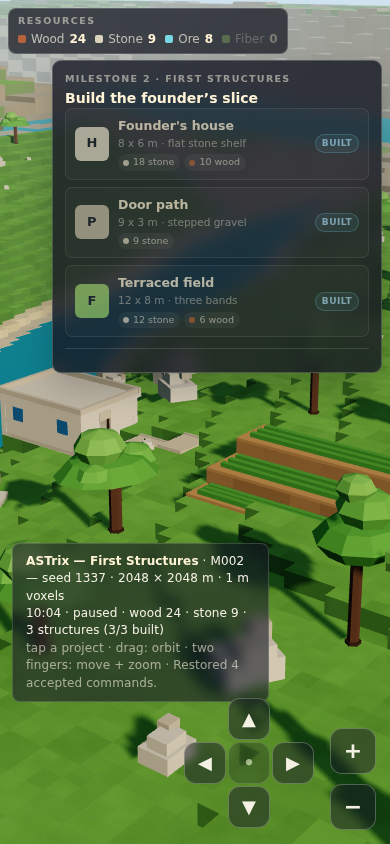 RESOURCES
Wood 24 Stone 9 Ore 8 Fiber 0
MILESTONE 2 · FIRST STRUCTURES
Build the founder’s slice
H
Founder's house
8 x 6 m · flat stone shelf
18 stone 10 wood
BUILT
P
Door path
9 x 3 m · stepped gravel
9 stone
BUILT
F
Terraced field
12 x 8 m · three bands
12 stone 6 wood
BUILT
ASTrix — First Structures · M002
— seed 1337 · 2048 × 2048 m · 1 m
voxels
10:04 · paused · wood 24 · stone 9 ·
3 structures (3/3 built)
tap a project · drag: orbit · two
fingers: move + zoom · Restored 4
accepted commands.
▲
◀ • ▶
▼
+
−